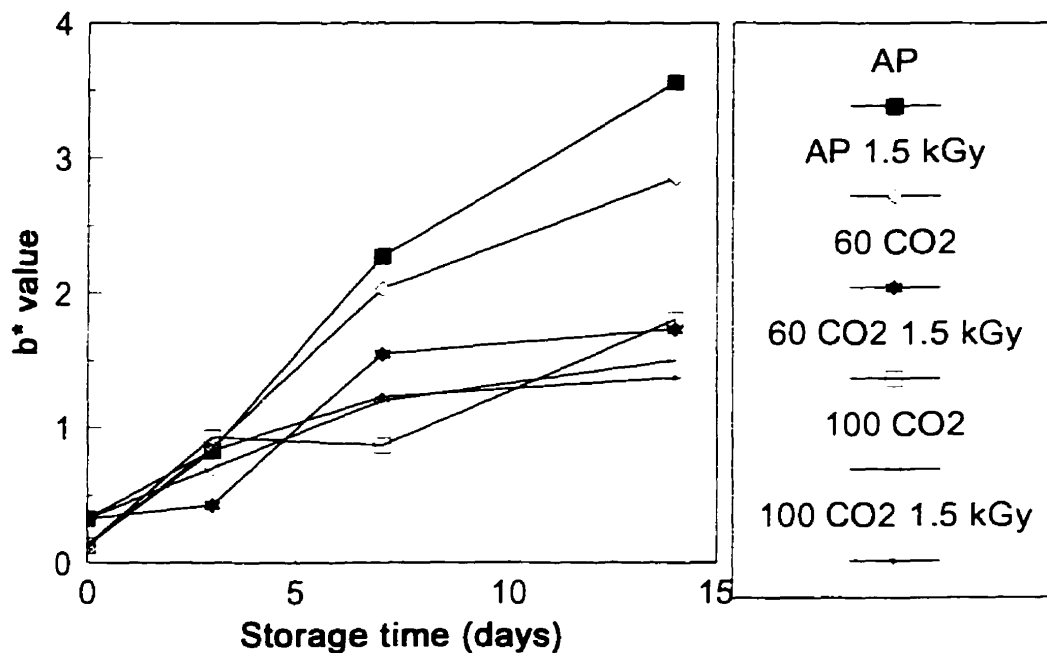 4
3
2
1
0
b* value
0
5
10
15
Storage time (days)
AP
AP 1.5 kGy
60 CO2
60 CO2 1.5 kGy
100 CO2
100 CO2 1.5 kGy